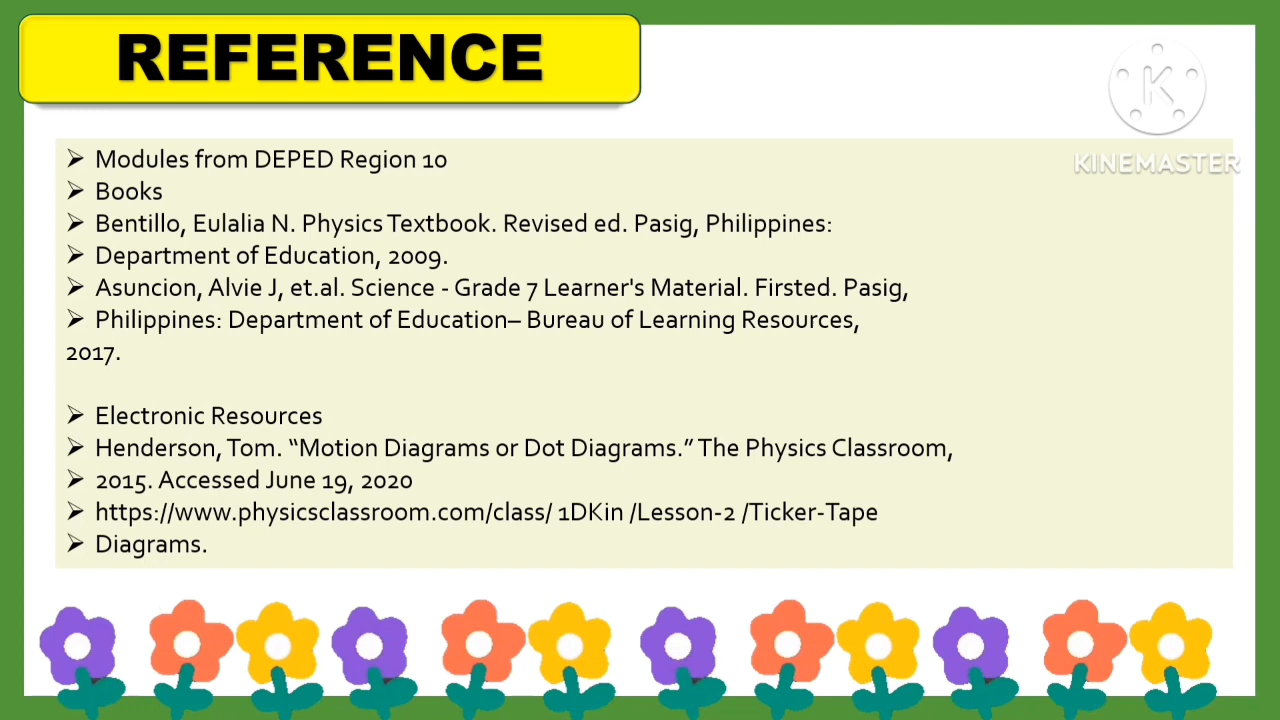 REFERENCE
K
KINEMASTER
➢ Modules from DEPED Region 10
➢ Books
➢ Bentillo, Eulalia N. Physics Textbook. Revised ed. Pasig, Philippines:
➢ Department of Education, 2009.
➢ Asuncion, Alvie J, et.al. Science - Grade 7 Learner's Material. Firsted. Pasig,
➢ Philippines: Department of Education– Bureau of Learning Resources,
2017.
➢ Electronic Resources
➢ Henderson, Tom. “Motion Diagrams or Dot Diagrams.” The Physics Classroom,
➢ 2015. Accessed June 19, 2020
➢ https://www.physicsclassroom.com/class/ 1DKin /Lesson-2 /Ticker-Tape
➢ Diagrams.